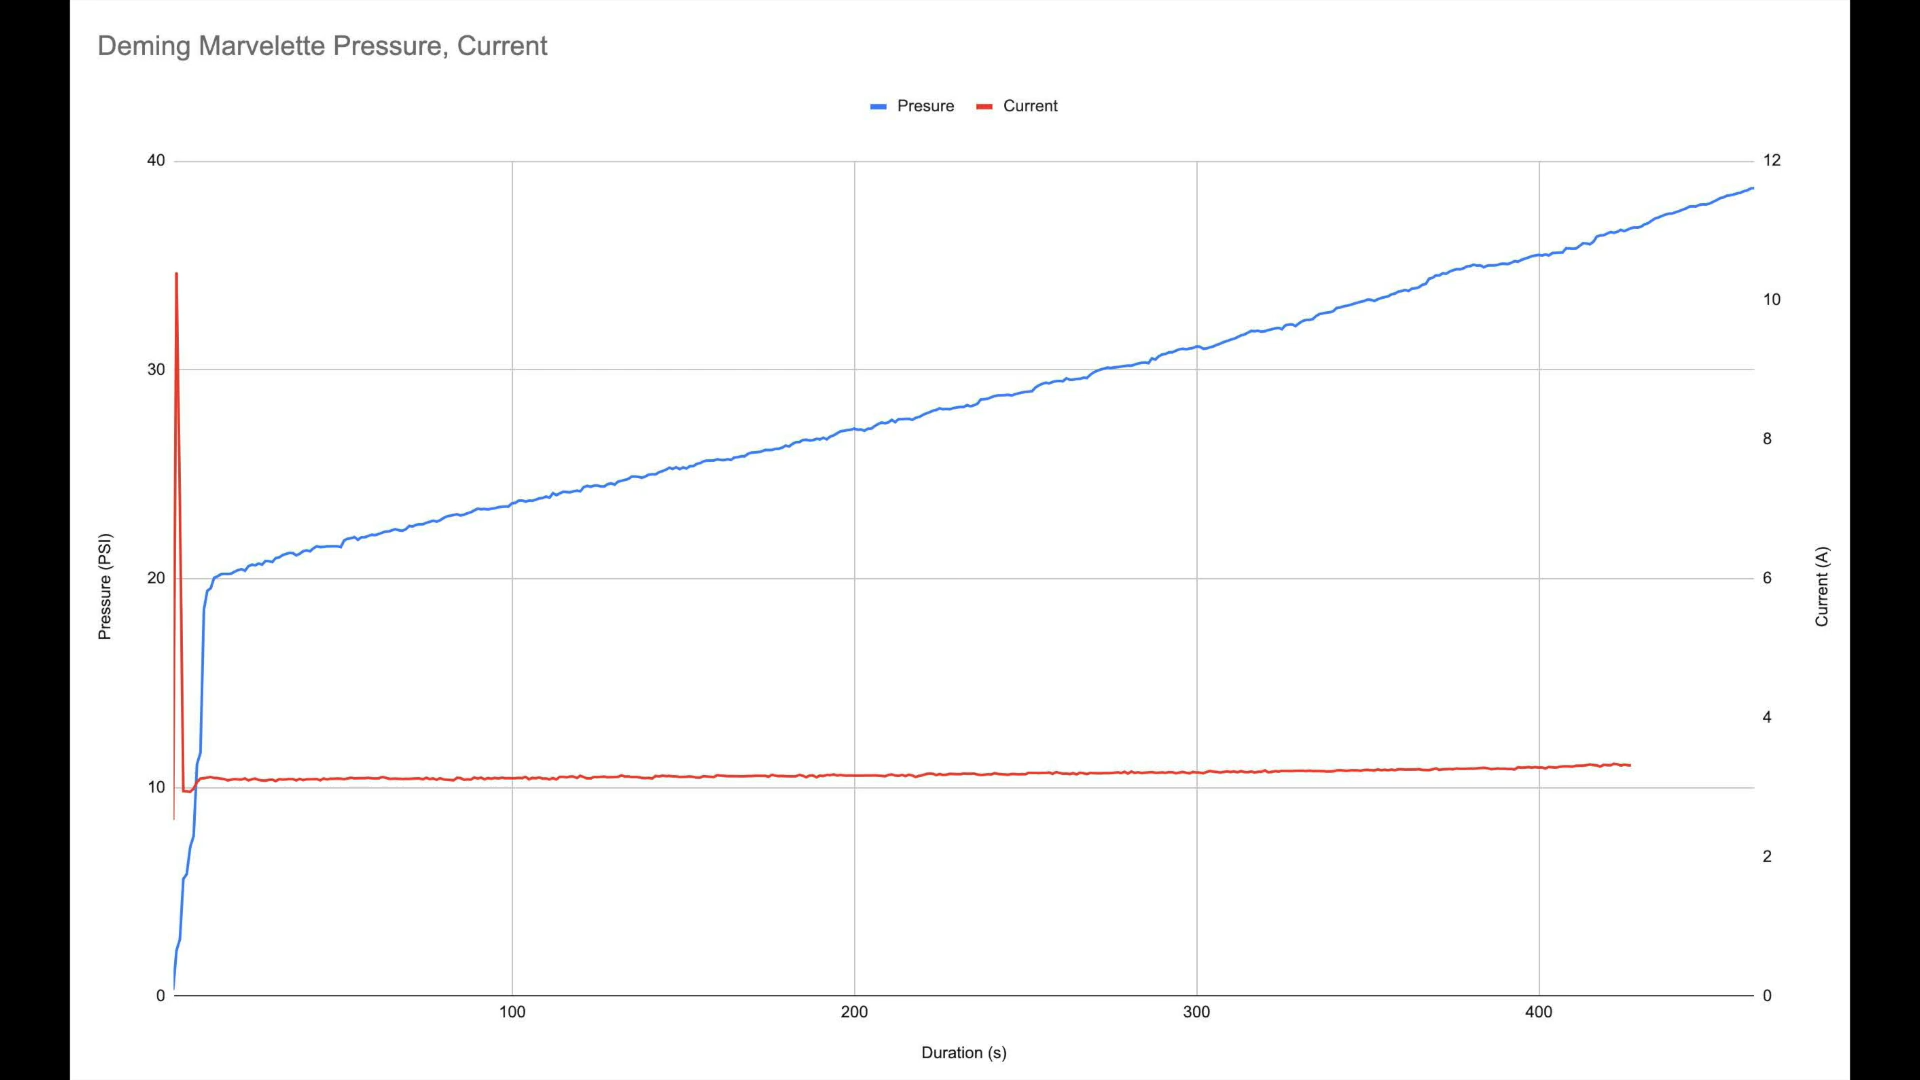 Deming Marvelette Pressure, Current
Presure Current
40 12
10
30
8
Pressure (PSI)
Current (A)
20 6
4
10
2
0 0
100 200 300 400
Duration (s)